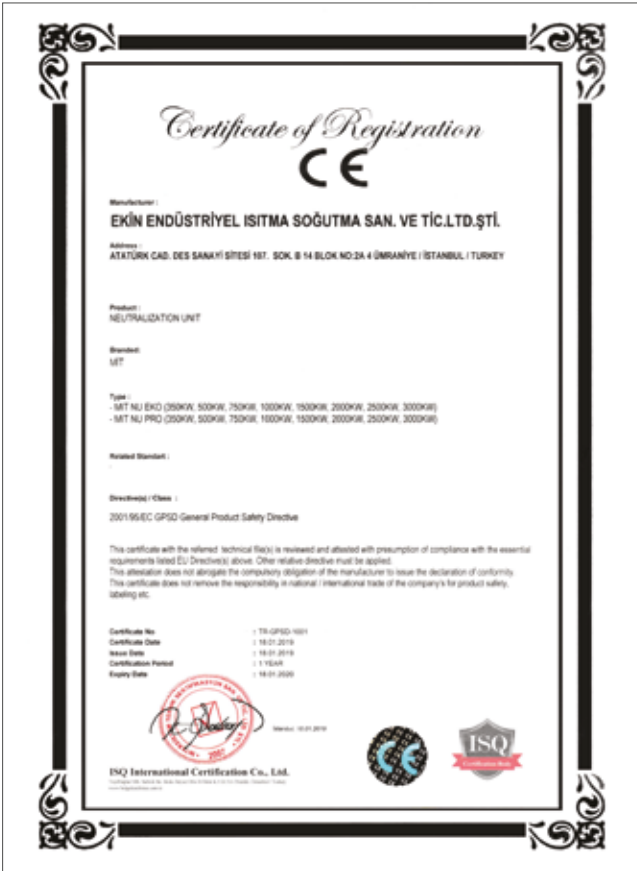 Certificate of Registration
CE
Manufacturer :
EKİN ENDÜSTRİYEL ISITMA SOĞUTMA SAN. VE TİC.LTD.ŞTİ.
Address :
ATATÜRK CAD. DES SANAYİ SİTESİ 107. SOK. B 14 BLOK NO:2A 4 ÜMRANİYE / İSTANBUL / TURKEY
Product :
NEUTRALIZATION UNIT
Branded:
MIT
Type :
- MIT NU EKO (350KW, 500KW, 750KW, 1000KW, 1500KW, 2000KW, 2500KW, 3000KW)
- MIT NU PRO (350KW, 500KW, 750KW, 1000KW, 1500KW, 2000KW, 2500KW, 3000KW)
Related Standart :
Directive(s) / Class :
2001/95/EC GPSD General Product Safety Directive
This certificate with the referred technical file(s) is reviewed and attested with presumption of compliance with the essential
requirements listed EU Directive(s) above. Other relative directive must be applied.
This attestation does not abrogate the compulsory obligation of the manufacturer to issue the declaration of conformity.
This certificate does not remove the responsibility in national / international trade of the company's for product safety,
labeling etc.
Certificate No : TR-GPSD-1001
Certificate Date : 18.01.2019
Issue Date : 18.01.2019
Certification Period : 1 YEAR
Expiry Date : 18.01.2020
2001
ISQ International Certification Co., Ltd.
CE
ISQ
Certification Body